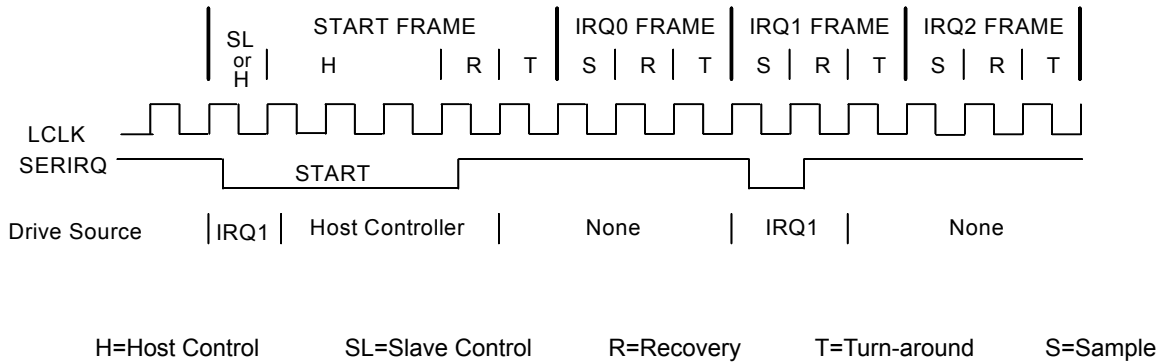 START FRAME IRQ0 FRAME IRQ1 FRAME IRQ2 FRAME
SL
or
H
H R T S R T S R T S R T
LCLK
SERIRQ
START
Drive Source IRQ1 Host Controller None IRQ1 None
H=Host Control SL=Slave Control R=Recovery T=Turn-around S=Sample